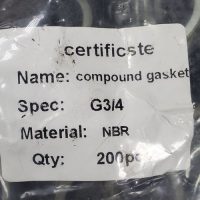 certificste
Name: compound gasket
Spec: G3/4
Material: NBR
Qty: 200pc